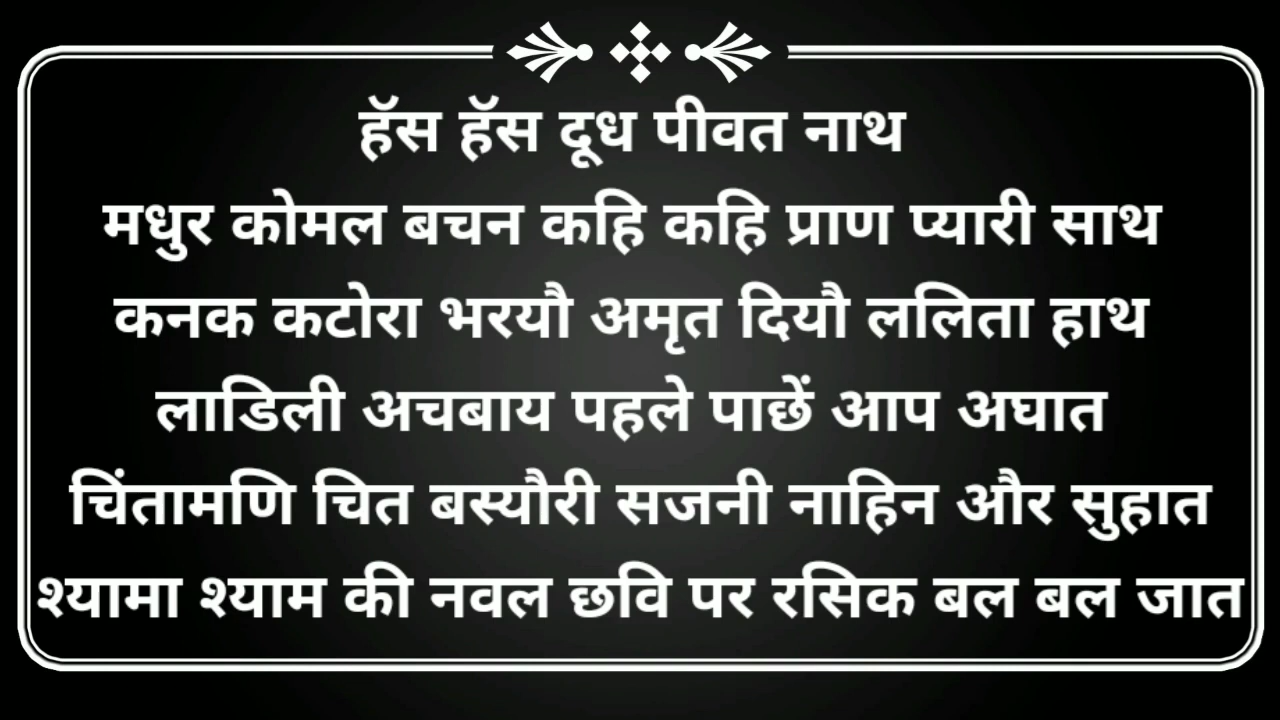 हॅस हॅस दूध पीवत नाथ
मधुर कोमल बचन कहि कहि प्राण प्यारी साथ
कनक कटोरा भरयौ अमृत दियौ ललिता हाथ
लाडिली अचबाय पहले पाछें आप अघात
चिंतामणि चित बस्यौरी सजनी नाहिन और सुहात
श्यामा श्याम की नवल छवि पर रसिक बल बल जात